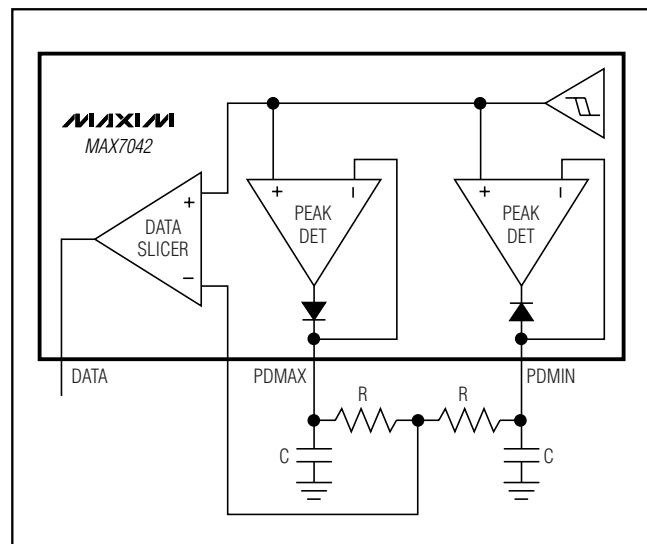 MAXIM
MAX7042
+
–
PEAK
DET
+
–
PEAK
DET
DATA
SLICER
+
–
DATA
PDMAX
PDMIN
R
R
C
C